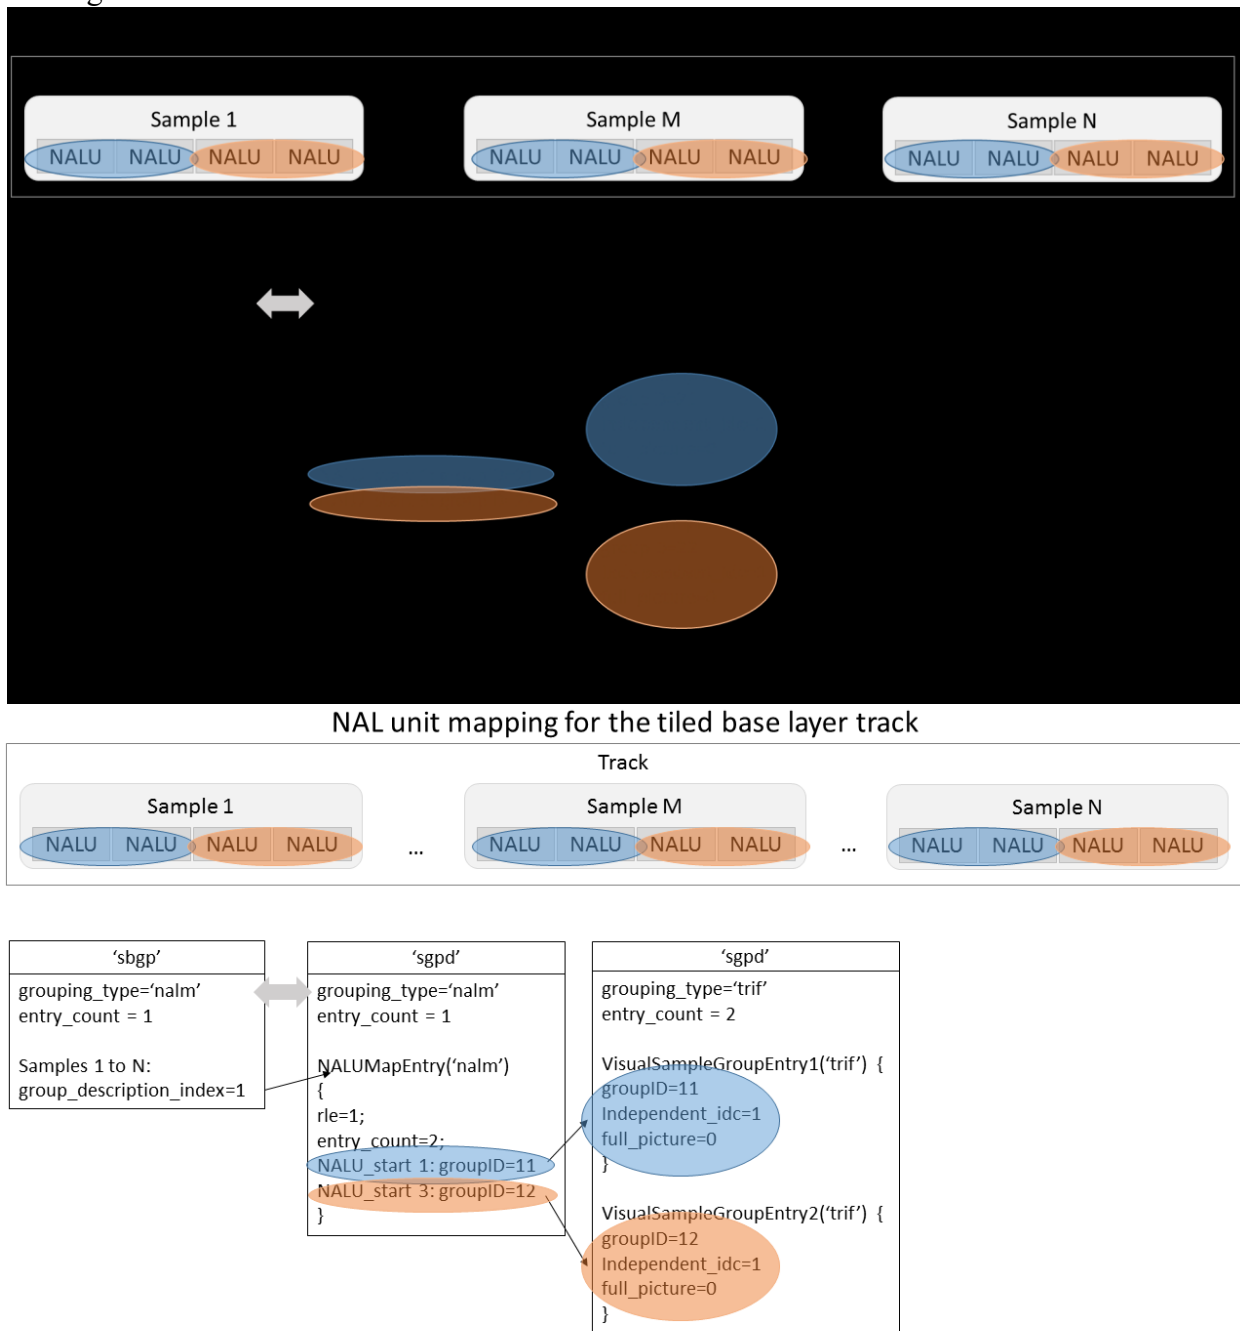 Sample 1
NALU NALU NALU NALU
Sample M
NALU NALU NALU NALU
Sample N
NALU NALU NALU NALU
NAL unit mapping for the tiled base layer track
Track
Sample 1
NALU NALU NALU NALU
...
Sample M
NALU NALU NALU NALU
...
Sample N
NALU NALU NALU NALU
‘sbgp’
grouping_type=‘nalm’
entry_count = 1
Samples 1 to N:
group_description_index=1
‘sgpd’
grouping_type=‘nalm’
entry_count = 1
NALUMapEntry(‘nalm’)
{
rle=1;
entry_count=2;
NALU_start 1: groupID=11
NALU_start 3: groupID=12
}
‘sgpd’
grouping_type=‘trif’
entry_count = 2
VisualSampleGroupEntry1(‘trif’) {
groupID=11
Independent_idc=1
full_picture=0
}
VisualSampleGroupEntry2(‘trif’) {
groupID=12
Independent_idc=1
full_picture=0
}